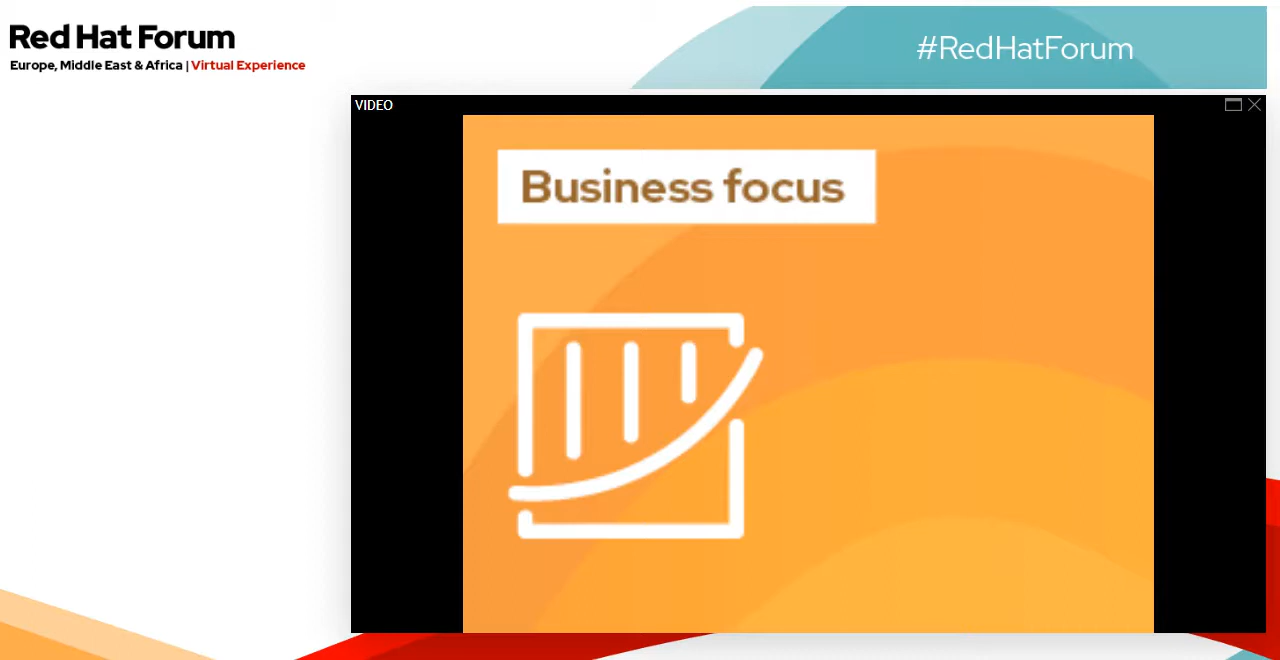 Red Hat Forum
Europe, Middle East & Africa | Virtual Experience
#RedHatForum
VIDEO
Business focus